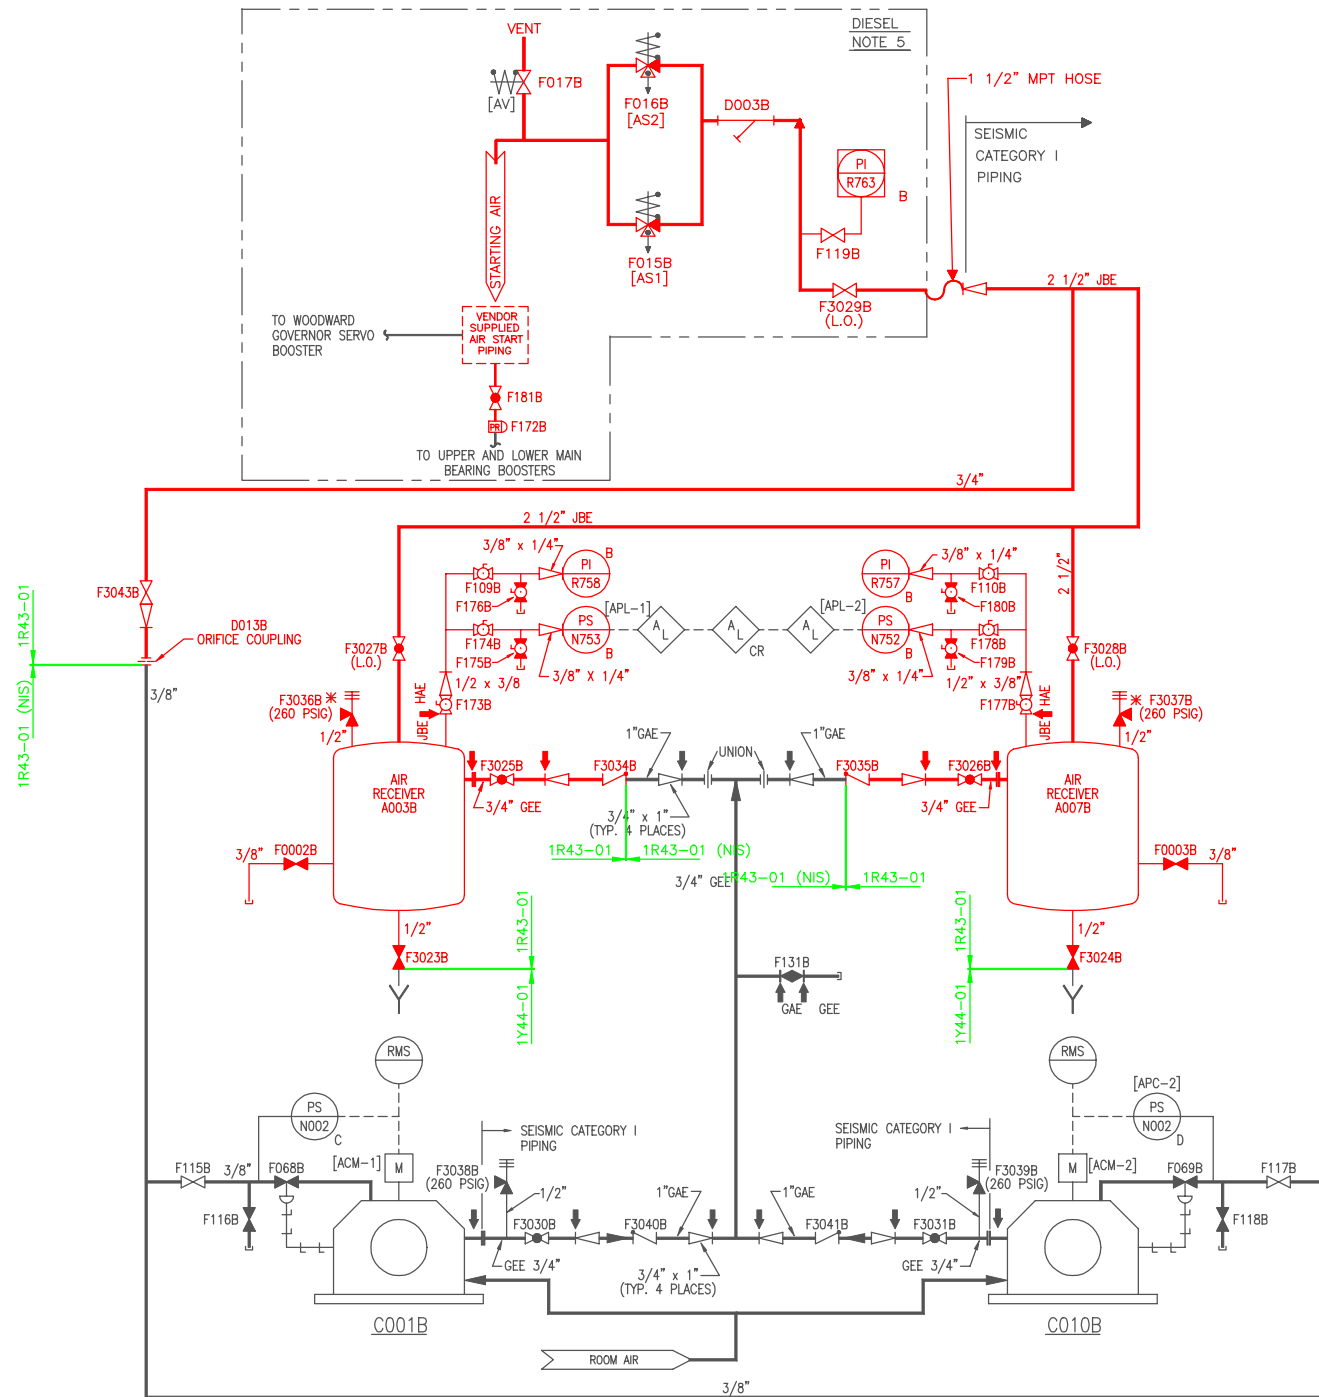 VENT
DIESEL
NOTE 5
F017B
[AV]
F016B
[AS2]
D003B
1 1/2" MPT HOSE
SEISMIC
CATEGORY I
PIPING
PI
R763
B
STARTING AIR
F015B
[AS1]
F119B
F3029B
(L.O.)
2 1/2" JBE
TO WOODWARD
GOVERNOR SERVO
BOOSTER
VENDOR
SUPPLIED
AIR START
PIPING
F181B
PR
F172B
TO UPPER AND LOWER MAIN
BEARING BOOSTERS
3/4"
2 1/2" JBE
3/8" x 1/4"
B
PI
R758
F109B
F176B
[APL-1]
PS
N753
B
F174B
F175B
3/8" X 1/4"
1/2 x 3/8
F173B
JBE HAE
A L
A L
A L
CR
[APL-2]
PI
R757
B
3/8" x 1/4"
F110B
F180B
PS
N752
B
F178B
F179B
3/8" x 1/4"
1/2" x 3/8"
F177B
JBE HAE
2 1/2"
F3043B
D013B
ORIFICE COUPLING
1R43-01
1R43-01 (NIS)
3/8"
F3027B
(L.O.)
F3028B
(L.O.)
F3036B *
(260 PSIG)
1/2"
* F3037B
(260 PSIG)
1/2"
AIR
RECEIVER
A003B
F3025B
3/4" GEE
F3034B
1"GAE
UNION
1"GAE
F3035B
F3026B
3/4" GEE
AIR
RECEIVER
A007B
3/4" x 1"
(TYP. 4 PLACES)
1R43-01
1R43-01 (NIS)
1R43-01 (NIS)
1R43-01
3/4" GEE
3/8"
F0002B
F0003B
3/8"
1/2"
F3023B
1R43-01
1Y44-01
1/2"
F3024B
1R43-01
1Y44-01
F131B
GAE GEE
RMS
RMS
PS
N002
C
[ACM-1]
M
SEISMIC CATEGORY I
PIPING
SEISMIC CATEGORY I
PIPING
[APC-2]
PS
N002
D
M
[ACM-2]
F115B
3/8"
F068B
F116B
F3038B
(260 PSIG)
1/2"
F3030B
GEE 3/4"
F3040B
1"GAE
1"GAE
F3041B
F3031B
GEE 3/4"
F3039B
(260 PSIG)
1/2"
F069B
F117B
F118B
3/4" x 1"
(TYP. 4 PLACES)
C001B
C010B
ROOM AIR
3/8"